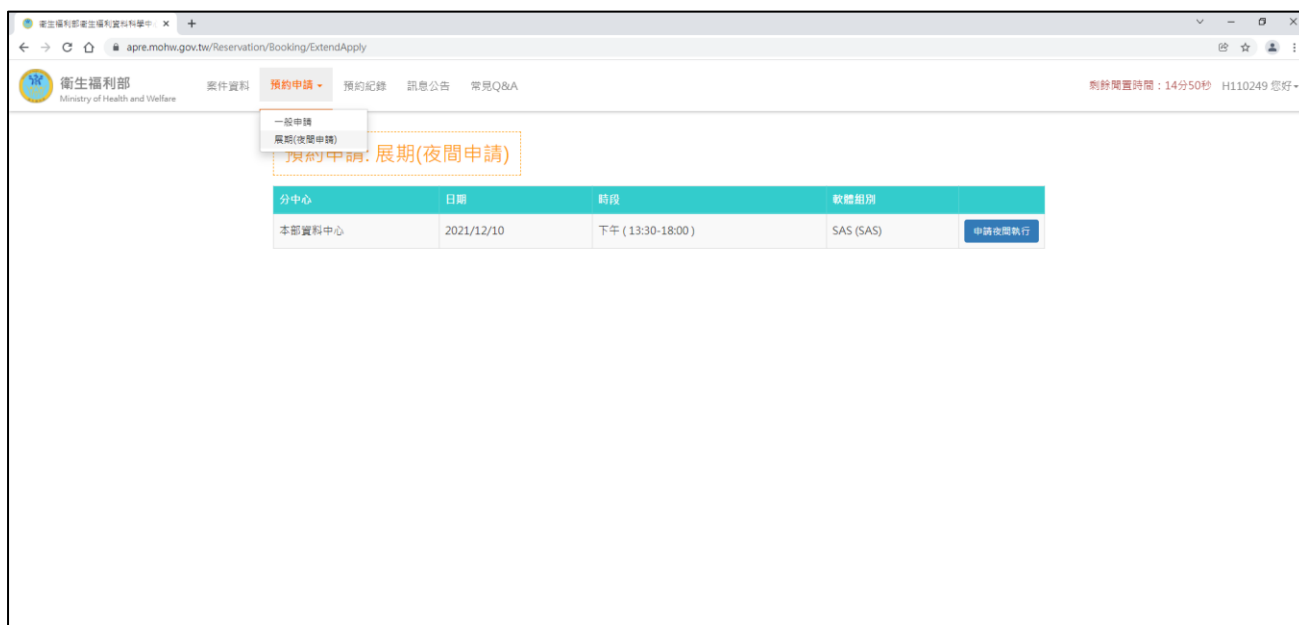 衛生福利部衛生福利資料科學中
apre.mohw.gov.tw/Reservation/Booking/ExtendApply
衛生福利部
Ministry of Health and Welfare
案件資料 預約申請 預約紀錄 訊息公告 常見Q&A 剩餘閒置時間：14分50秒 H110249 您好
一般申請
展期(夜間申請)
預約申請: 展期(夜間申請)
分中心 日期 時段 軟體組別
本部資料中心 2021/12/10 下午 ( 13:30-18:00 ) SAS (SAS) 申請夜間執行